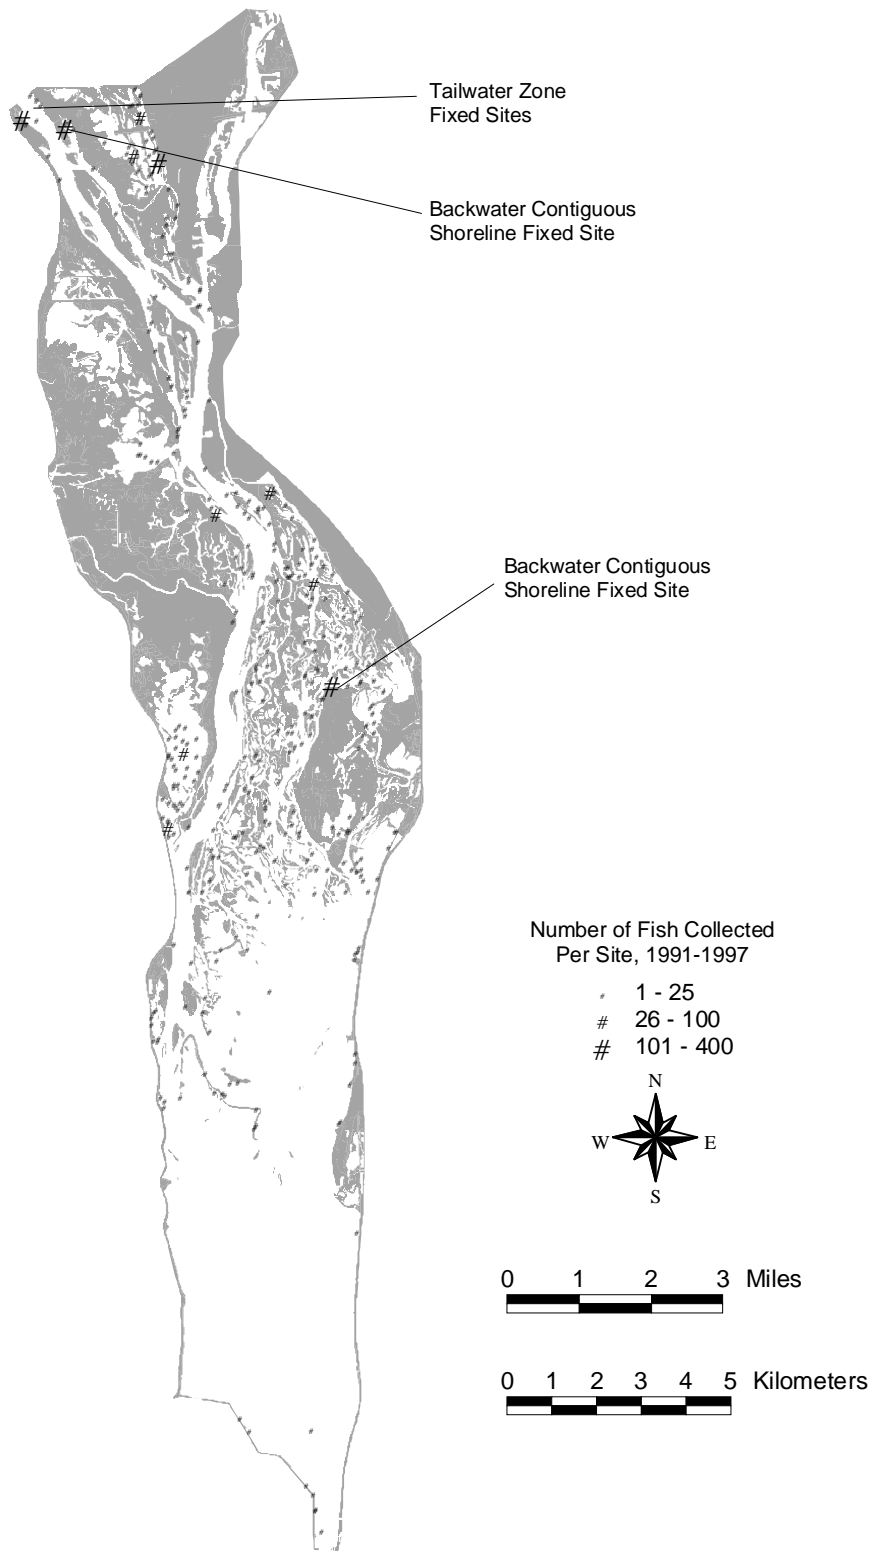 Tailwater Zone
Fixed Sites
Backwater Contiguous
Shoreline Fixed Site
Backwater Contiguous
Shoreline Fixed Site
Number of Fish Collected
Per Site, 1991-1997
# 1 - 25
# 26 - 100
# 101 - 400
N
W E
S
0 1 2 3 Miles
0 1 2 3 4 5 Kilometers